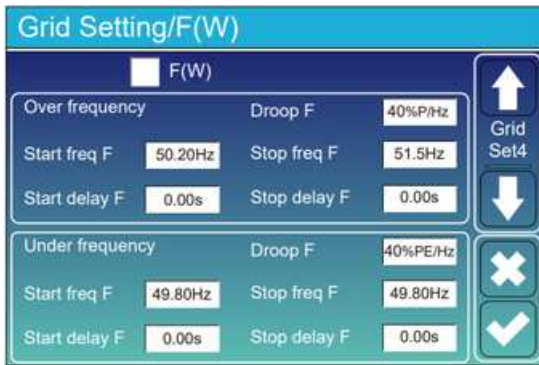 Grid Setting/F(W)
F(W)
Over frequency Droop F 40%P/Hz
Start freq F 50.20Hz Stop freq F 51.5Hz
Start delay F 0.00s Stop delay F 0.00s
Under frequency Droop F 40%PE/Hz
Start freq F 49.80Hz Stop freq F 49.80Hz
Start delay F 0.00s Stop delay F 0.00s
Grid
Set4